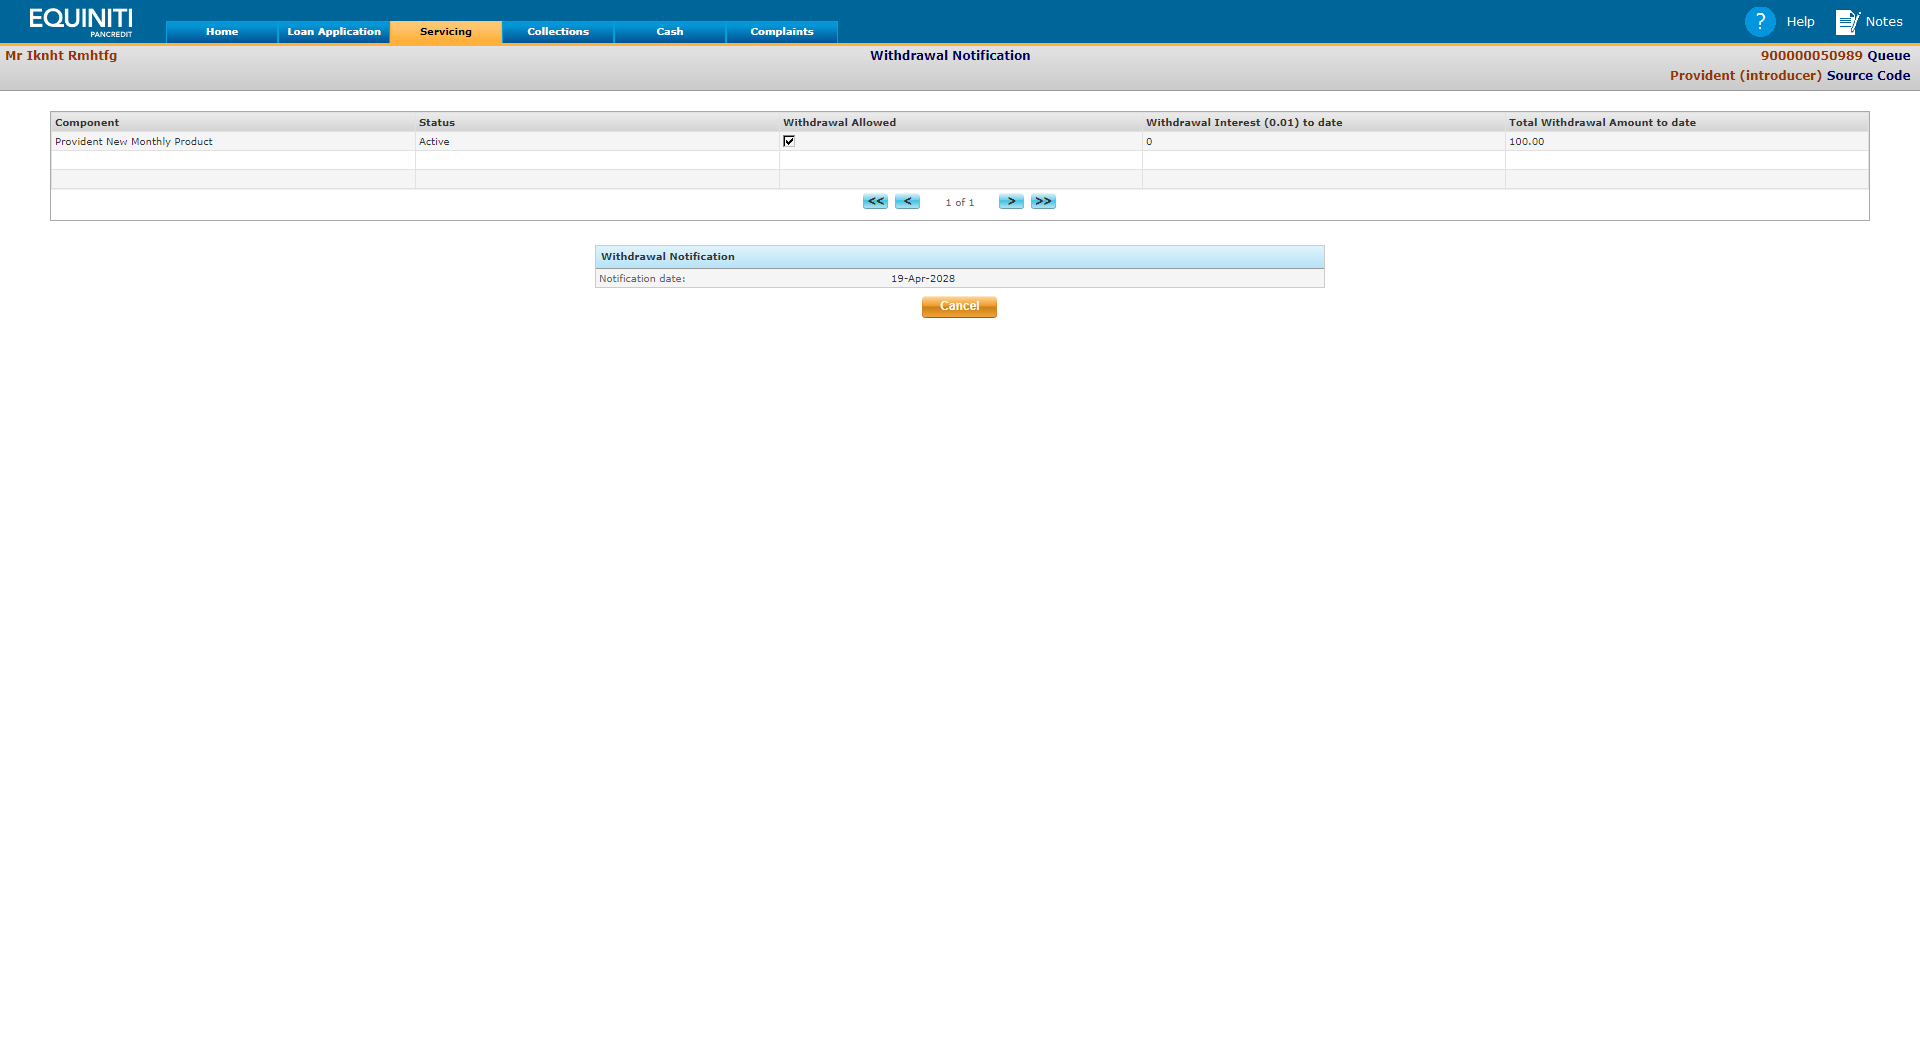 EQUINITI
PANCREDIT
Home Loan Application Servicing Collections Cash Complaints
? Help Notes
Mr Iknht Rmhtfg Withdrawal Notification 900000050989 Queue
Provident (introducer) Source Code
Component Status Withdrawal Allowed Withdrawal Interest (0.01) to date Total Withdrawal Amount to date
Provident New Monthly Product Active 0 100.00
<< < 1 of 1 > >>
Withdrawal Notification
Notification date: 19-Apr-2028
Cancel